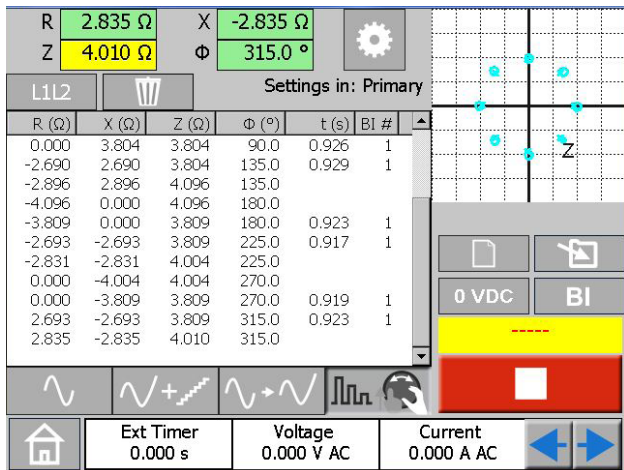 R 2.835 Ω X -2.835 Ω
Z 4.010 Ω Φ 315.0 °
L1L2 Settings in: Primary
R (Ω) X (Ω) Z (Ω) Φ (°) t (s) BI #
0.000 3.804 3.804 90.0 0.926 1
-2.690 2.690 3.804 135.0 0.929 1
-2.896 2.896 4.096 135.0
-4.096 0.000 4.096 180.0
-3.809 0.000 3.809 180.0 0.923 1
-2.693 -2.693 3.809 225.0 0.917 1
-2.831 -2.831 4.004 225.0
0.000 -4.004 4.004 270.0
0.000 -3.809 3.809 270.0 0.919 1
2.693 -2.693 3.809 315.0 0.923 1
2.835 -2.835 4.010 315.0
Z
0 VDC BI
-----
Ext Timer Voltage Current
0.000 s 0.000 V AC 0.000 A AC